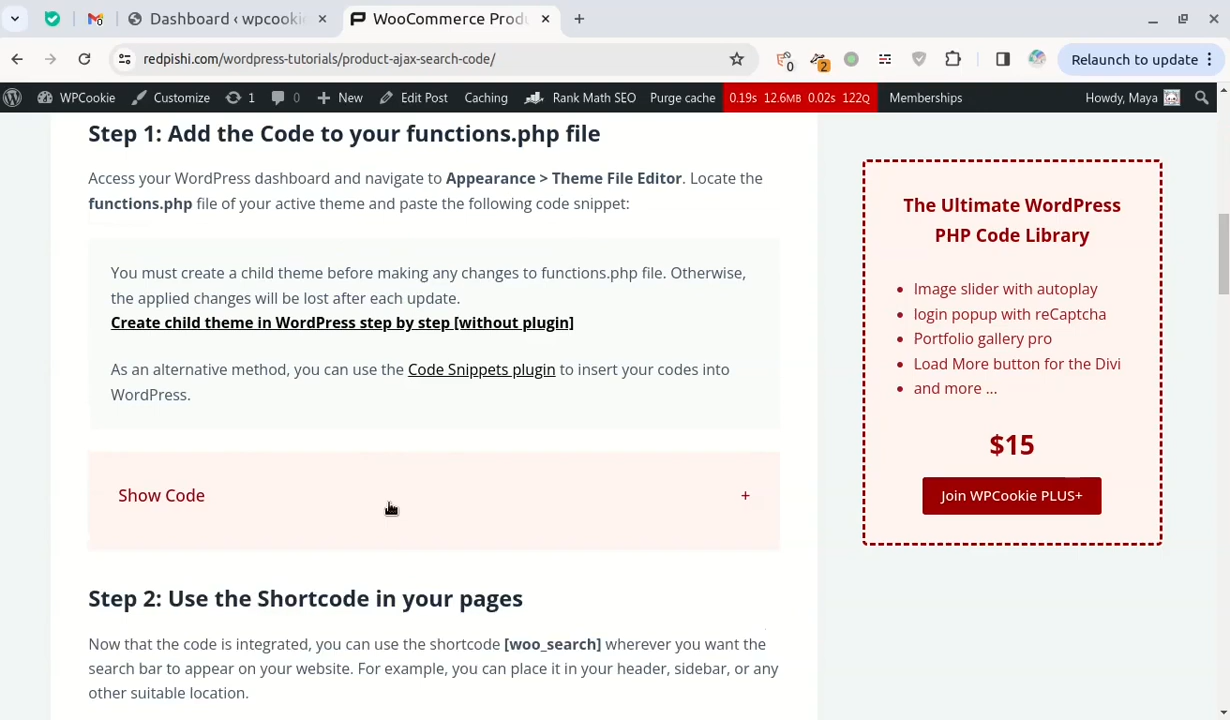 Dashboard ‹ wpcookie
WooCommerce Produ
redpishi.com/wordpress-tutorials/product-ajax-search-code/
0
2
Relaunch to update
WPCookie
Customize
1
0
New
Edit Post
Caching
Rank Math SEO
Purge cache
0.19s 12.6MB 0.02s 122Q
Memberships
Howdy, Maya
Step 1: Add the Code to your functions.php file
Access your WordPress dashboard and navigate to Appearance > Theme File Editor. Locate the
functions.php file of your active theme and paste the following code snippet:
You must create a child theme before making any changes to functions.php file. Otherwise,
the applied changes will be lost after each update.
Create child theme in WordPress step by step [without plugin]
As an alternative method, you can use the Code Snippets plugin to insert your codes into
WordPress.
Show Code +
Step 2: Use the Shortcode in your pages
Now that the code is integrated, you can use the shortcode [woo_search] wherever you want the
search bar to appear on your website. For example, you can place it in your header, sidebar, or any
other suitable location.
The Ultimate WordPress
PHP Code Library
• Image slider with autoplay
• login popup with reCaptcha
• Portfolio gallery pro
• Load More button for the Divi
• and more ...
$15
Join WPCookie PLUS+